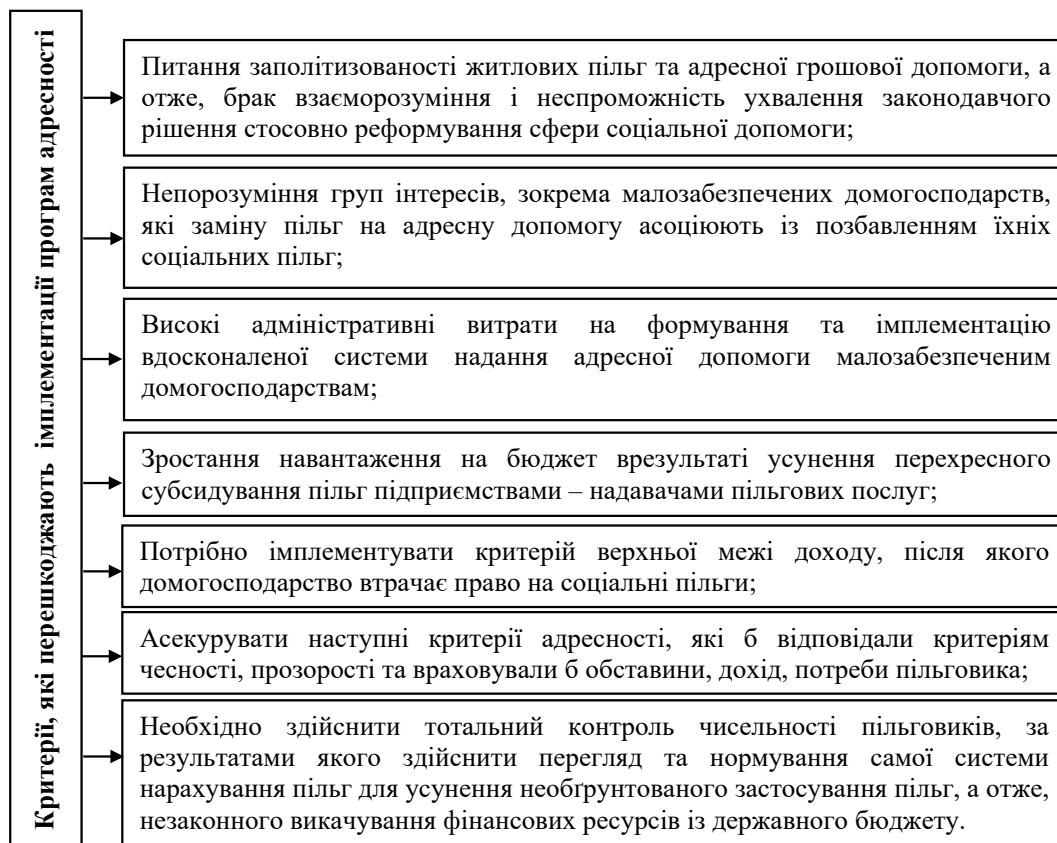 Критерії, які перешкоджають імплементації програм адресності
Питання заполітизованості житлових пільг та адресної грошової допомоги, а
отже, брак взаєморозуміння і неспроможність ухвалення законодавчого
рішення стосовно реформування сфери соціальної допомоги;
Непорозуміння груп інтересів, зокрема малозабезпечених домогосподарств,
які заміну пільг на адресну допомогу асоціюють із позбавленням їхніх
соціальних пільг;
Високі адміністративні витрати на формування та імплементацію
вдосконаленої системи надання адресної допомоги малозабезпеченим
домогосподарствам;
Зростання навантаження на бюджет врезультаті усунення перехресного
субсидування пільг підприємствами – надавачами пільгових послуг;
Потрібно імплементувати критерій верхньої межі доходу, після якого
домогосподарство втрачає право на соціальні пільги;
Асекурувати наступні критерії адресності, які б відповідали критеріям
чесності, прозорості та враховували б обставини, дохід, потреби пільговика;
Необхідно здійснити тотальний контроль чисельності пільговиків, за
результатами якого здійснити перегляд та нормування самої системи
нарахування пільг для усунення необґрунтованого застосування пільг, а отже,
незаконного викачування фінансових ресурсів із державного бюджету.